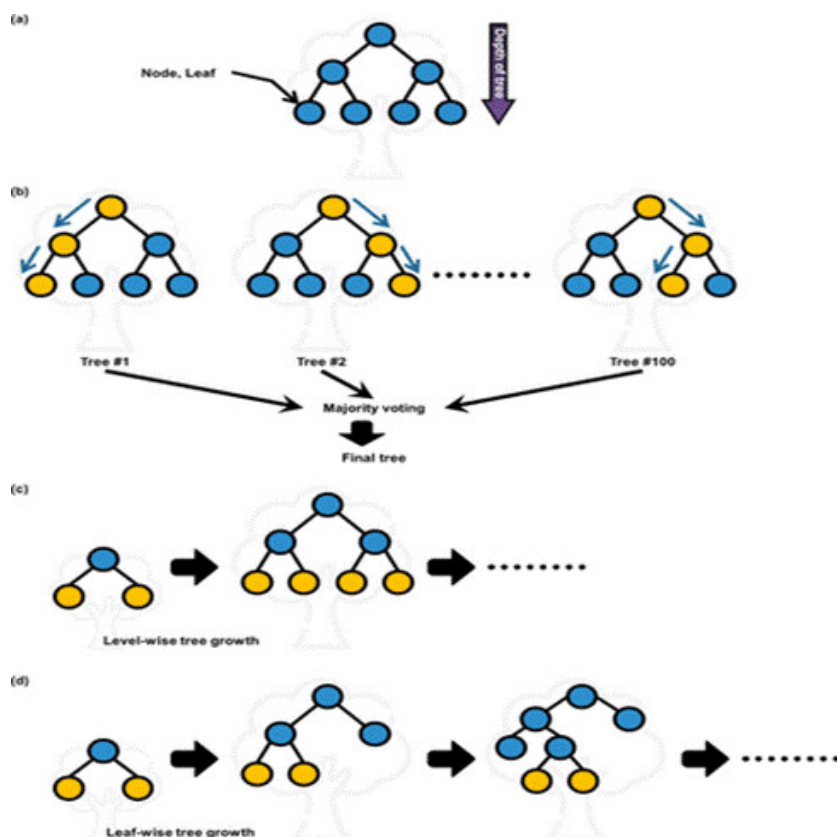 (a)
Node, Leaf
Depth of tree
(b)
Tree #1
Tree #2
Tree #100
Majority voting
Final tree
(c)
Level-wise tree growth
(d)
Leaf-wise tree growth